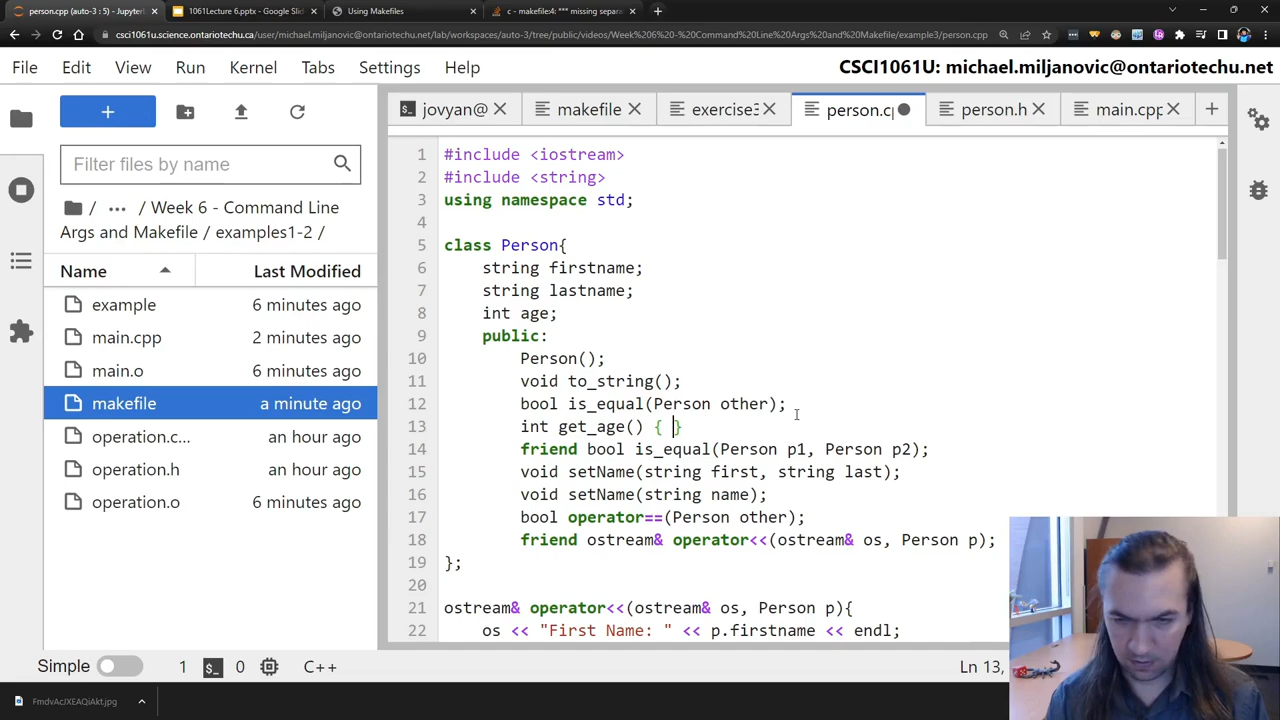 person.cpp (auto-3 : 5) - Jupyterl
1061Lecture 6.pptx - Google Slid
Using Makefiles
c - makefile4: *** missing separa
csci1061u.science.ontariotechu.ca/user/michael.miljanovic@ontariotechu.net/lab/workspaces/auto-3/tree/public/videos/Week%206%20-%20Command%20Line%20Args%20and%20Makefile/example3/person.cpp
File Edit View Run Kernel Tabs Settings Help
CSCI1061U: michael.miljanovic@ontariotechu.net
jovyan@
makefile
exercise3
person.cp
person.h
main.cpp
Filter files by name
/ ... / Week 6 - Command Line
Args and Makefile / examples1-2 /
Name Last Modified
example 6 minutes ago
main.cpp 2 minutes ago
main.o 6 minutes ago
makefile a minute ago
operation.c... an hour ago
operation.h an hour ago
operation.o 6 minutes ago
1 #include <iostream>
2 #include <string>
3 using namespace std;
4
5 class Person{
6 string firstname;
7 string lastname;
8 int age;
9 public:
10 Person();
11 void to_string();
12 bool is_equal(Person other);
13 int get_age() { }
14 friend bool is_equal(Person p1, Person p2);
15 void setName(string first, string last);
16 void setName(string name);
17 bool operator==(Person other);
18 friend ostream& operator<<(ostream& os, Person p);
19 };
20
21 ostream& operator<<(ostream& os, Person p){
22 os << "First Name: " << p.firstname << endl;
Simple 1 $_ 0 C++ Ln 13,
FmdvAcJXEAQiAkt.jpg